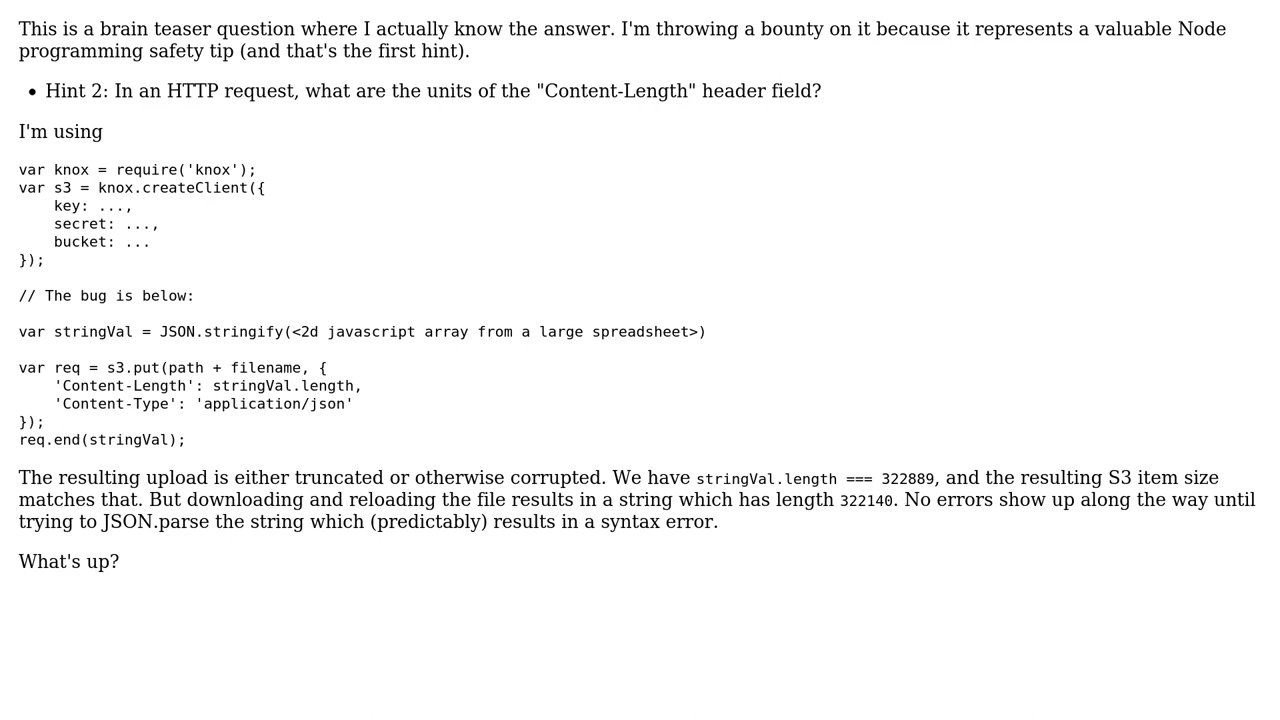 This is a brain teaser question where I actually know the answer. I'm throwing a bounty on it because it represents a valuable Node
programming safety tip (and that's the first hint).
• Hint 2: In an HTTP request, what are the units of the "Content-Length" header field?
I'm using
var knox = require('knox');
var s3 = knox.createClient({
    key: ...,
    secret: ...,
    bucket: ...
});
// The bug is below:
var stringVal = JSON.stringify(<2d javascript array from a large spreadsheet>)
var req = s3.put(path + filename, {
    'Content-Length': stringVal.length,
    'Content-Type': 'application/json'
});
req.end(stringVal);
The resulting upload is either truncated or otherwise corrupted. We have stringVal.length === 322889, and the resulting S3 item size
matches that. But downloading and reloading the file results in a string which has length 322140. No errors show up along the way until
trying to JSON.parse the string which (predictably) results in a syntax error.
What's up?